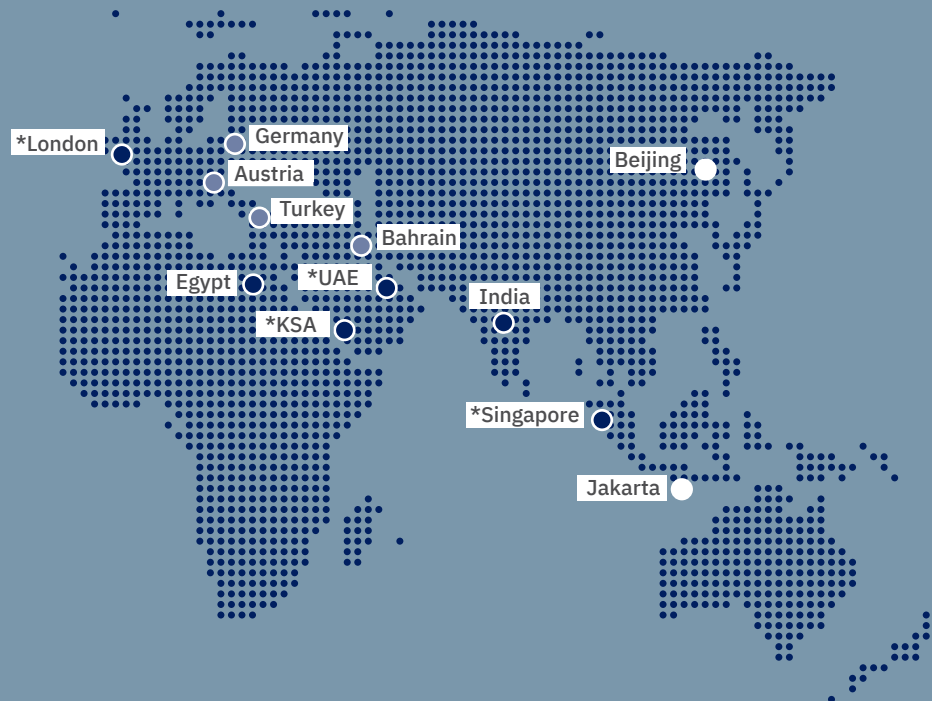 Germany
*London
Beijing
Austria
Turkey
Bahrain
*UAE
Egypt
India
*KSA
*Singapore
Jakarta